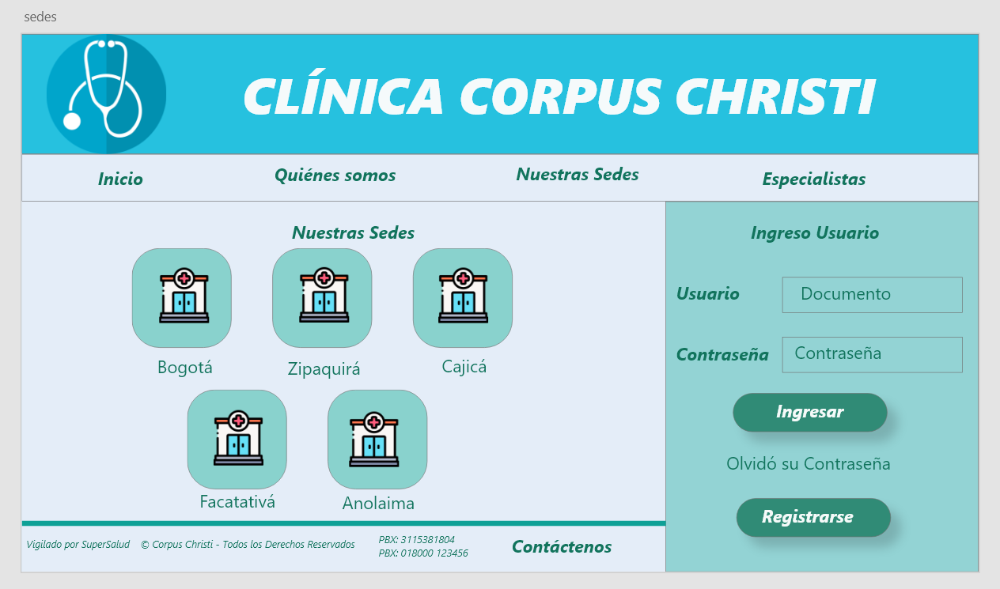 sedes
CLÍNICA CORPUS CHRISTI
Inicio
Quiénes somos
Nuestras Sedes
Especialistas
Nuestras Sedes
Bogotá
Zipaquirá
Cajicá
Facatativá
Anolaima
Ingreso Usuario
Usuario
Documento
Contraseña
Contraseña
Ingresar
Olvidó su Contraseña
Registrarse
Vigilado por SuperSalud
© Corpus Christi - Todos los Derechos Reservados
PBX: 3115381804
PBX: 018000 123456
Contáctenos